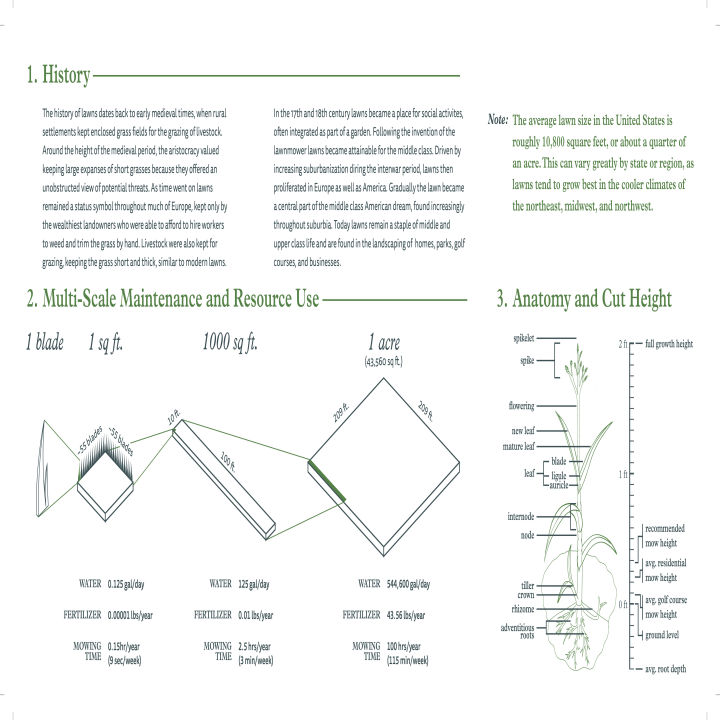 1. History
The history of lawns dates back to early medieval times, when rural
settlements kept enclosed grass fields for the grazing of livestock.
Around the height of the medieval period, the aristocracy valued
keeping large expanses of short grasses because they offered an
unobstructed view of potential threats. As time went on lawns
remained a status symbol throughout much of Europe, kept only by
the wealthiest landowners who were able to afford to hire workers
to weed and trim the grass by hand. Livestock were also kept for
grazing, keeping the grass short and thick, similar to modern lawns.
In the 17th and 18th century lawns became a place for social activites,
often integrated as part of a garden. Following the invention of the
lawnmower lawns became attainable for the middle class. Driven by
increasing suburbanization diring the interwar period, lawns then
proliferated in Europe as well as America. Gradually the lawn became
a central part of the middle class American dream, found increasingly
throughout suburbia. Today lawns remain a staple of middle and
upper class life and are found in the landscaping of homes, parks, golf
courses, and businesses.
Note: The average lawn size in the United States is
roughly 10,800 square feet, or about a quarter of
an acre. This can vary greatly by state or region, as
lawns tend to grow best in the cooler climates of
the northeast, midwest, and northwest.
2. Multi-Scale Maintenance and Resource Use
1 blade
1 sq ft.
1000 sq ft.
1 acre
(43,560 sq ft.)
~55 blades
~55 blades
10 ft.
100 ft.
209 ft.
209 ft.
WATER 0.125 gal/day
FERTILIZER 0.00001 lbs/year
MOWING TIME 0.15hr/year
(9 sec/week)
WATER 125 gal/day
FERTILIZER 0.01 lbs/year
MOWING TIME 2.5 hrs/year
(3 min/week)
WATER 544,600 gal/day
FERTILIZER 43.56 lbs/year
MOWING TIME 100 hrs/year
(115 min/week)
3. Anatomy and Cut Height
spikelet
spike
flowering
new leaf
mature leaf
leaf
blade
figule
auricle
internode
node
tiller
crown
rhizome
adventitious
roots
2 ft
full growth height
1 ft
recommended
mow height
avg. residential
mow height
0 ft
avg. golf course
mow height
ground level
avg. root depth